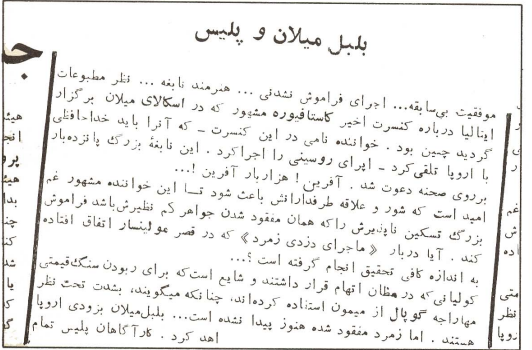 بلبل میلان و پلیس
موفقیت بی‌سابقه... اجرای فراموش نشدنی ... هنرمند نابغه ... نظر مطبوعات
ایتالیا درباره کنسرت اخیر کاستافیوره مشهور که در اسکالای میلان برگزار
گردید چنین بود . خواننده نامی در این کنسرت ـ که آنرا باید خداحافظی
با اروپا تلقی‌کرد ـ اپرای روسینی را اجراکرد . این نابغهٔ بزرگ پانزده‌بار
برروی صحنه دعوت شد . آفرین ! هزاربار آفرین !...
امید است که شور و علاقه طرفدارانش باعث شود تا این خواننده مشهور غم
بزرگ تسکین ناپذیرش راکه همان مفقود شدن جواهر کم نظیرش‌باشد فراموش
کند . آیا دربار «ماجرای دزدی زمرد» که در قصر مولینسار اتفاق افتاده
به اندازه کافی تحقیق انجام گرفته است ؟...
کولیانی‌که در مظان اتهام قرار داشتند و شایع است‌که برای ربودن سنگ‌قیمتی
مهاراجه گوپال از میمون استفاده کرده‌اند، چنانکه میگویند، بشدت تحت نظر
هستند . اما زمرد مفقود شده هنوز پیدا نشده است... بلبل‌میلان بزودی اروپا
اهد کرد . کارآگاهان پلیس تمام